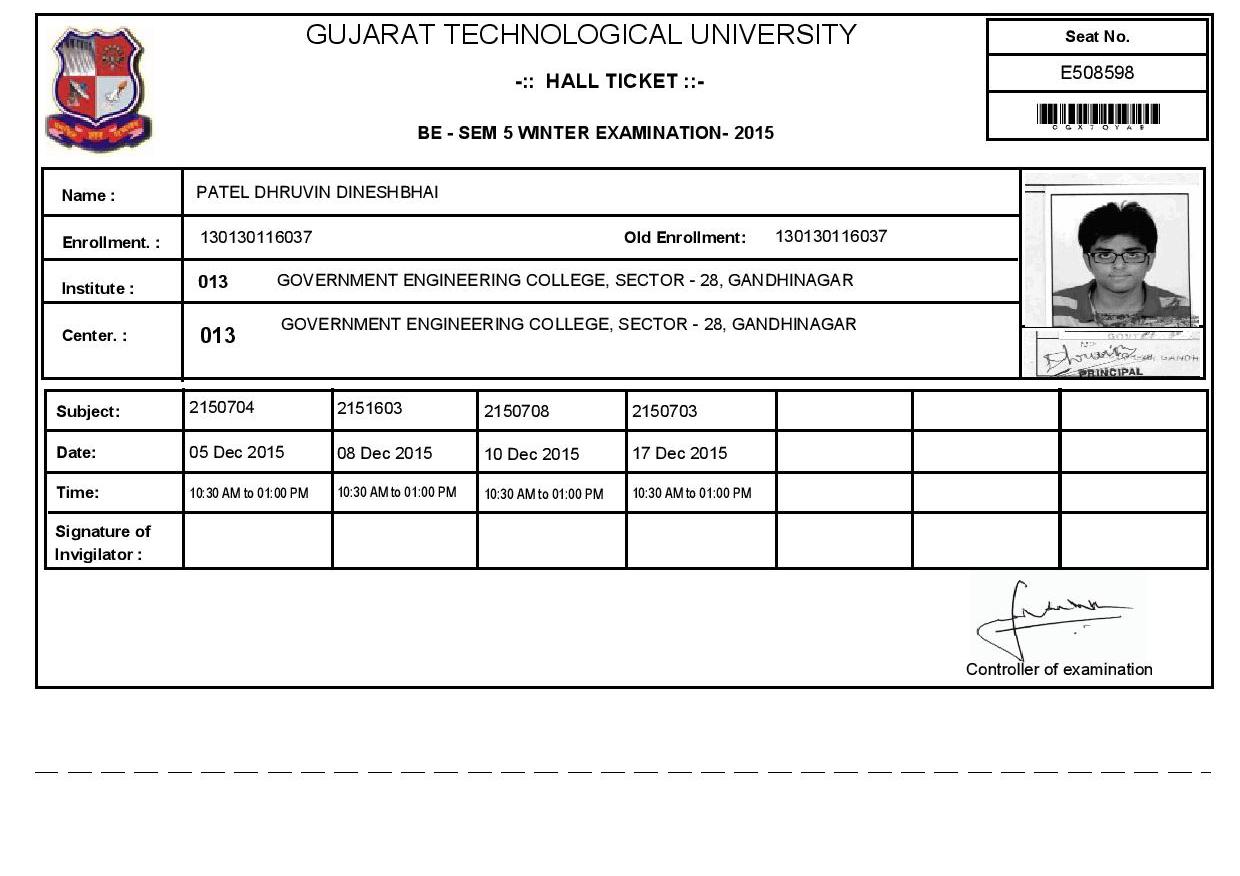 GUJARAT TECHNOLOGICAL UNIVERSITY
-:: HALL TICKET ::-
BE - SEM 5 WINTER EXAMINATION- 2015
Seat No.
E508598
Name : PATEL DHRUVIN DINESHBHAI
Enrollment. : 130130116037 Old Enrollment: 130130116037
Institute : 013 GOVERNMENT ENGINEERING COLLEGE, SECTOR - 28, GANDHINAGAR
Center. : 013 GOVERNMENT ENGINEERING COLLEGE, SECTOR - 28, GANDHINAGAR
PRINCIPAL
Subject: 2150704 2151603 2150708 2150703
Date: 05 Dec 2015 08 Dec 2015 10 Dec 2015 17 Dec 2015
Time: 10:30 AM to 01:00 PM 10:30 AM to 01:00 PM 10:30 AM to 01:00 PM 10:30 AM to 01:00 PM
Signature of
Invigilator :
Controller of examination